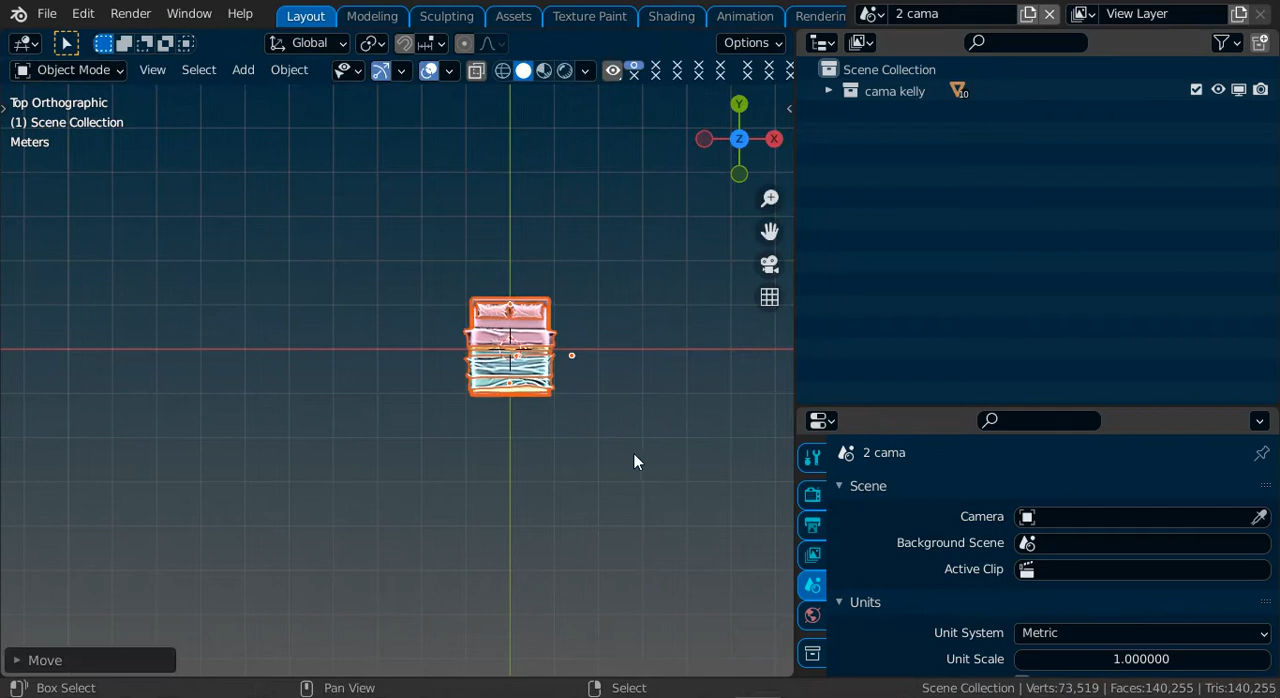 File Edit Render Window Help Layout Modeling Sculpting Assets Texture Paint Shading Animation Renderin 2 cama View Layer
Global Options
Object Mode View Select Add Object
Scene Collection
cama kelly 10
Top Orthographic
(1) Scene Collection
Meters
Y
Z X
2 cama
Scene
Camera
Background Scene
Active Clip
Units
Unit System Metric
Unit Scale 1.000000
Move
Box Select Pan View Select Scene Collection | Verts:73,519 | Faces:140,255 | Tris:140,255